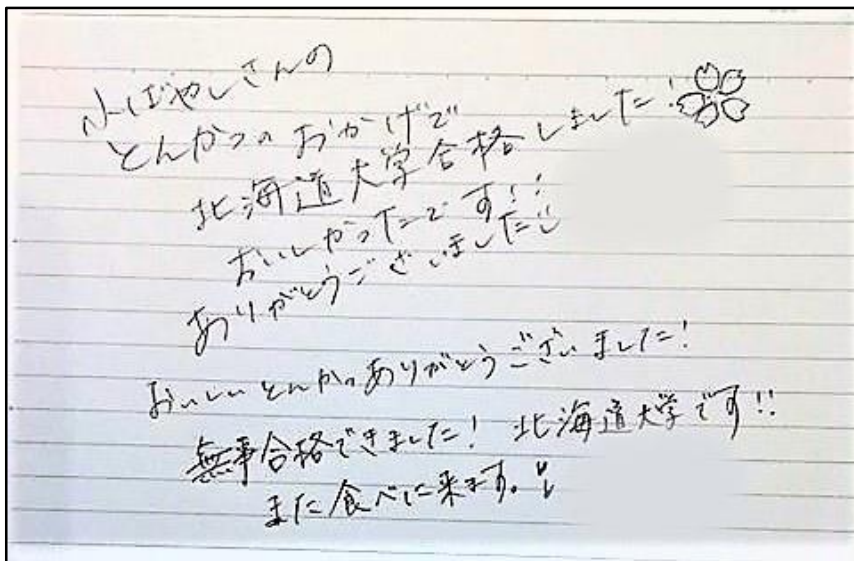 小ばやしさんの
とんかつのおかげで
北海道大学合格しました!
おいしかったです!!
ありがとうございました
おいしいとんかつありがとうございました!
無事合格できました! 北海道大学です!!
また食べに来ます。